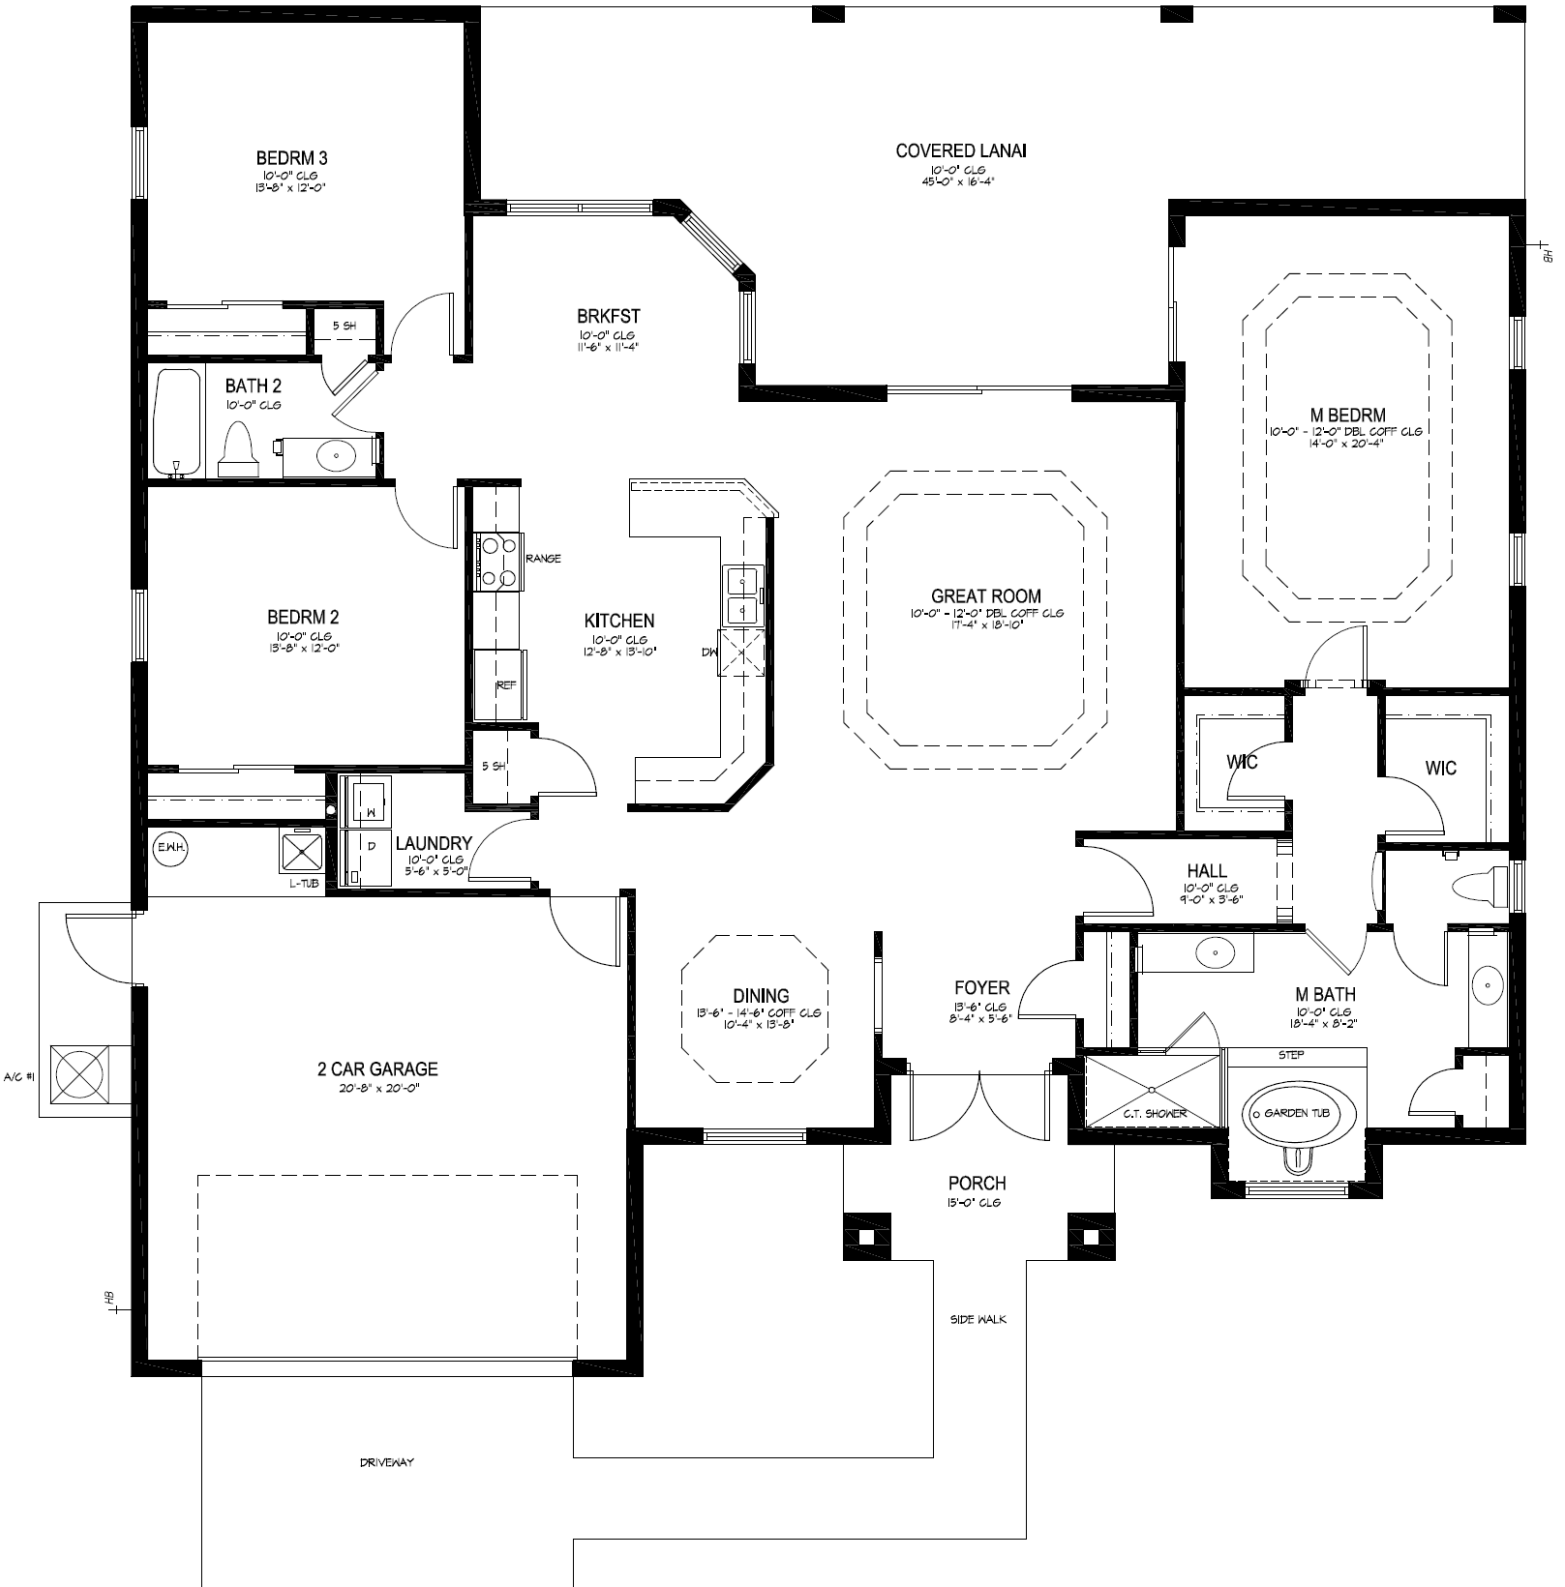 BEDRM 3
10'-0" CLG
13'-8" x 12'-0"
COVERED LANAI
10'-0" CLG
45'-0" x 16'-4"
HB
5 SH
BRKFST
10'-0" CLG
11'-6" x 11'-4"
BATH 2
10'-0" CLG
M BEDRM
10'-0" - 12'-0" DBL COFF CLG
14'-0" x 20'-4"
RANGE
BEDRM 2
10'-0" CLG
13'-8" x 12'-0"
KITCHEN
10'-0" CLG
12'-8" x 13'-10"
DW
REF
GREAT ROOM
10'-0" - 12'-0" DBL COFF CLG
17'-4" x 18'-10"
5 SH
WIC
WIC
W
D
LAUNDRY
10'-0" CLG
5'-6" x 5'-0"
E.W.H.
L-TUB
HALL
10'-0" CLG
9'-0" x 3'-6"
DINING
13'-6" - 14'-6" COFF CLG
10'-4" x 13'-8"
FOYER
13'-6" CLG
8'-4" x 5'-6"
M BATH
10'-0" CLG
18'-4" x 8'-2"
STEP
2 CAR GARAGE
20'-8" x 20'-0"
A/C #1
C.T. SHOWER
GARDEN TUB
PORCH
15'-0" CLG
HB
SIDE WALK
DRIVEWAY